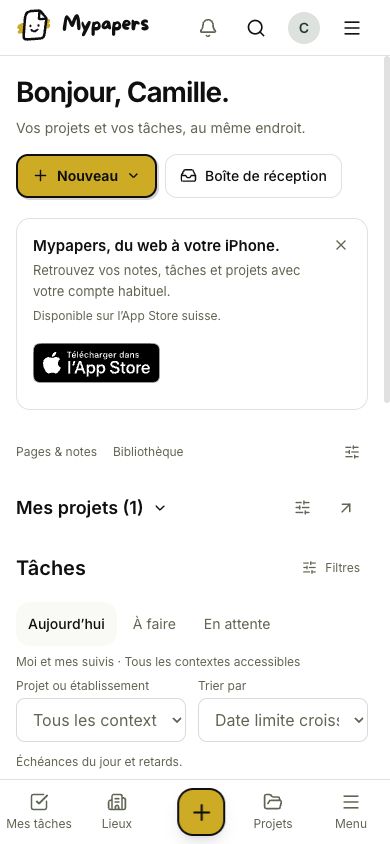 Mypapers
C
Bonjour, Camille.
Vos projets et vos tâches, au même endroit.
Nouveau
Boîte de réception
Mypapers, du web à votre iPhone.
Retrouvez vos notes, tâches et projets avec
votre compte habituel.
Disponible sur l’App Store suisse.
Télécharger dans
l’App Store
Pages & notes Bibliothèque
Mes projets (1)
Tâches
Filtres
Aujourd’hui À faire En attente
Moi et mes suivis · Tous les contextes accessibles
Projet ou établissement Trier par
Tous les context Date limite croiss
Échéances du jour et retards.
Mes tâches Lieux Projets Menu